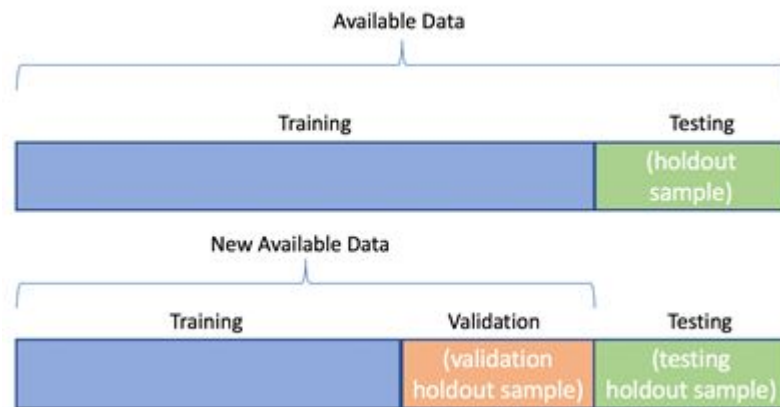 Available Data
Training
Testing
(holdout
sample)
New Available Data
Training
Validation
Testing
(validation
holdout sample)
(testing
holdout sample)